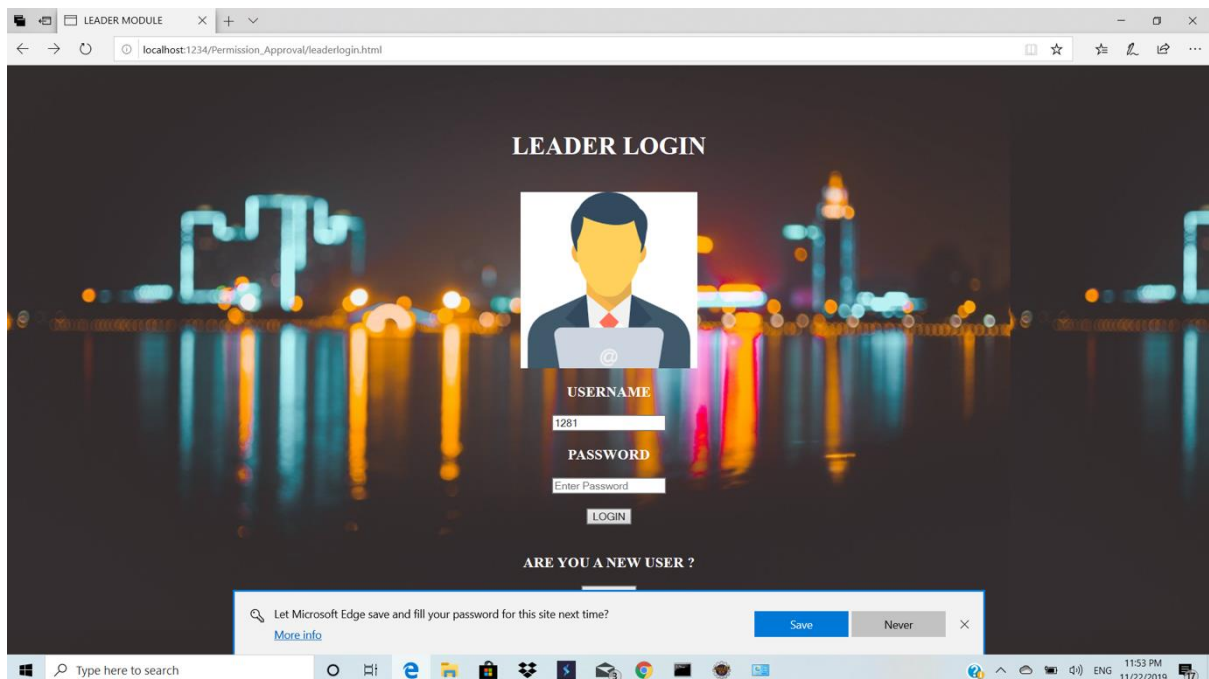 LEADER MODULE
localhost:1234/Permission_Approval/leaderlogin.html
LEADER LOGIN
@
USERNAME
1281
PASSWORD
Enter Password
LOGIN
ARE YOU A NEW USER ?
Let Microsoft Edge save and fill your password for this site next time?
More info
Save
Never
Type here to search
ENG
11:53 PM
11/22/2019
17